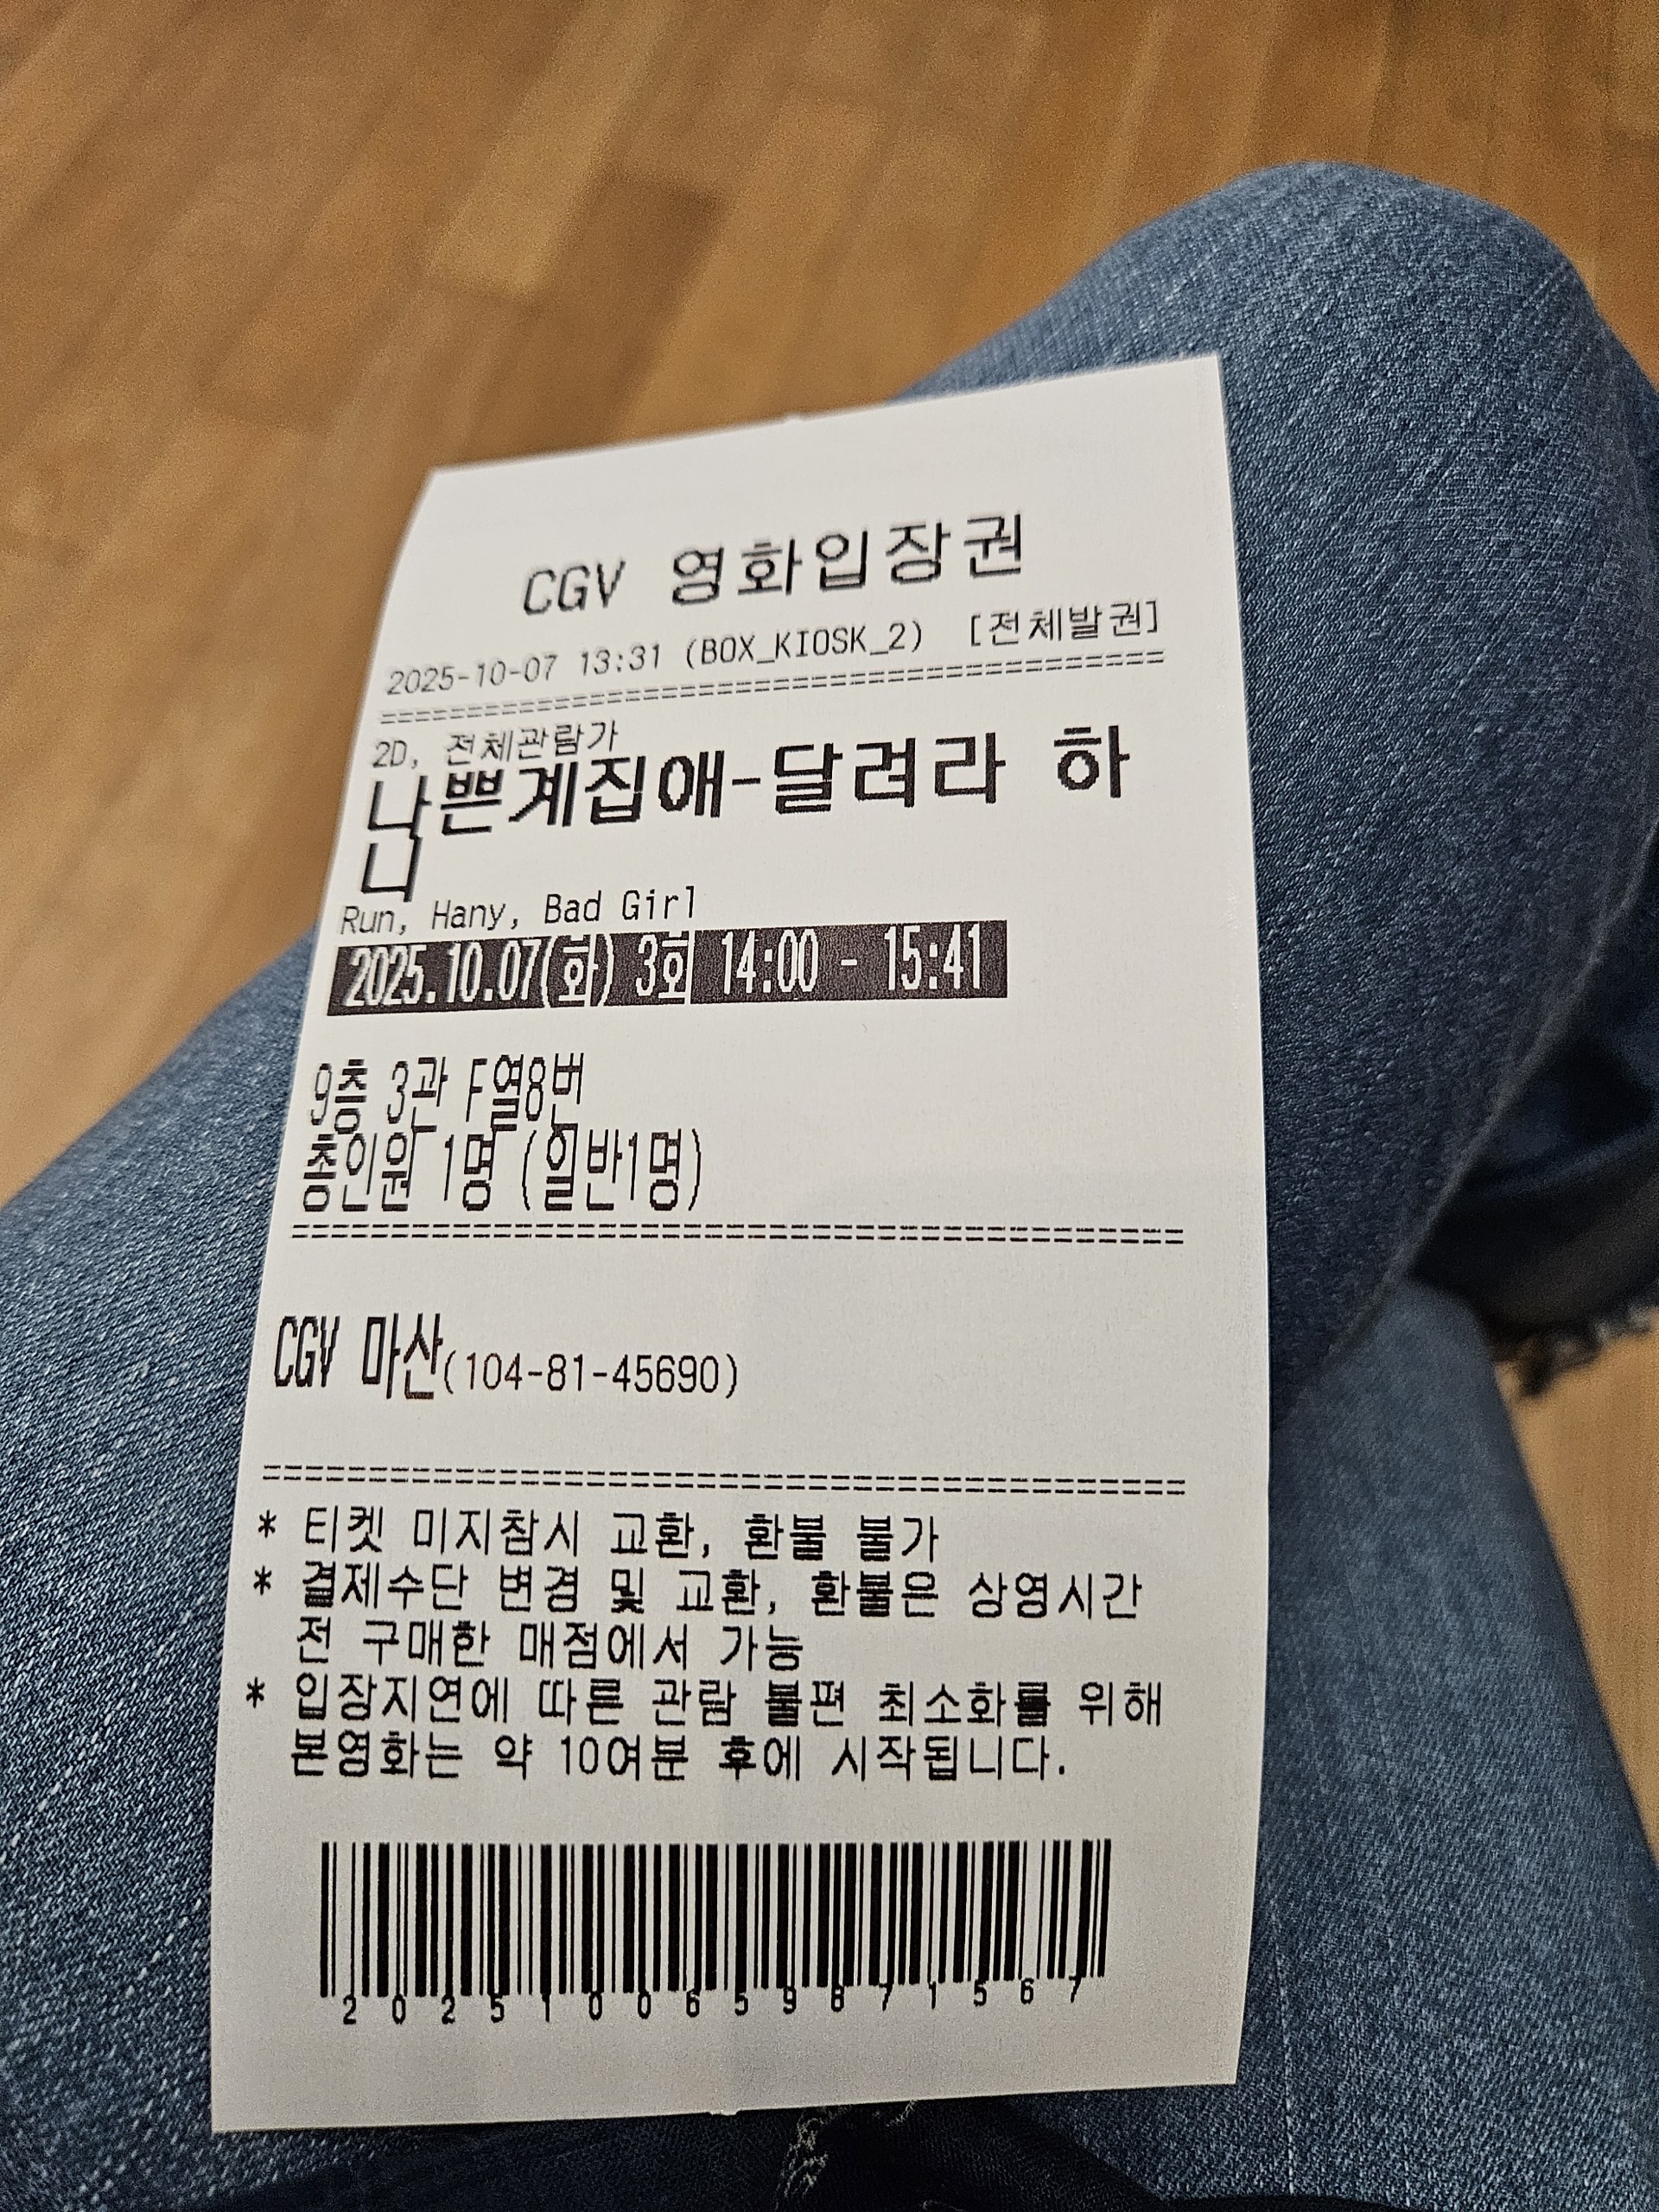 CGV 영화입장권
2025-10-07 13:31 (BOX_KIOSK_2) [전체발권]
===========================================
2D, 전체관람가
나쁜계집애-달려라 하
니
Run, Hany, Bad Girl
2025.10.07(화) 3회 14:00 - 15:41
9층 3관 F열8번
총인원 1명 (일반1명)
===========================================
CGV 마산(104-81-45690)
===========================================
* 티켓 미지참시 교환, 환불 불가
* 결제수단 변경 및 교환, 환불은 상영시간
전 구매한 매점에서 가능
* 입장지연에 따른 관람 불편 최소화를 위해
본영화는 약 10여분 후에 시작됩니다.
2025100659871567